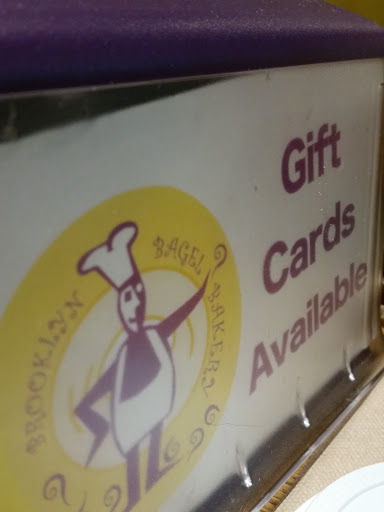 BROOKLYN BAGEL BAKERY
Gift
Cards
Available